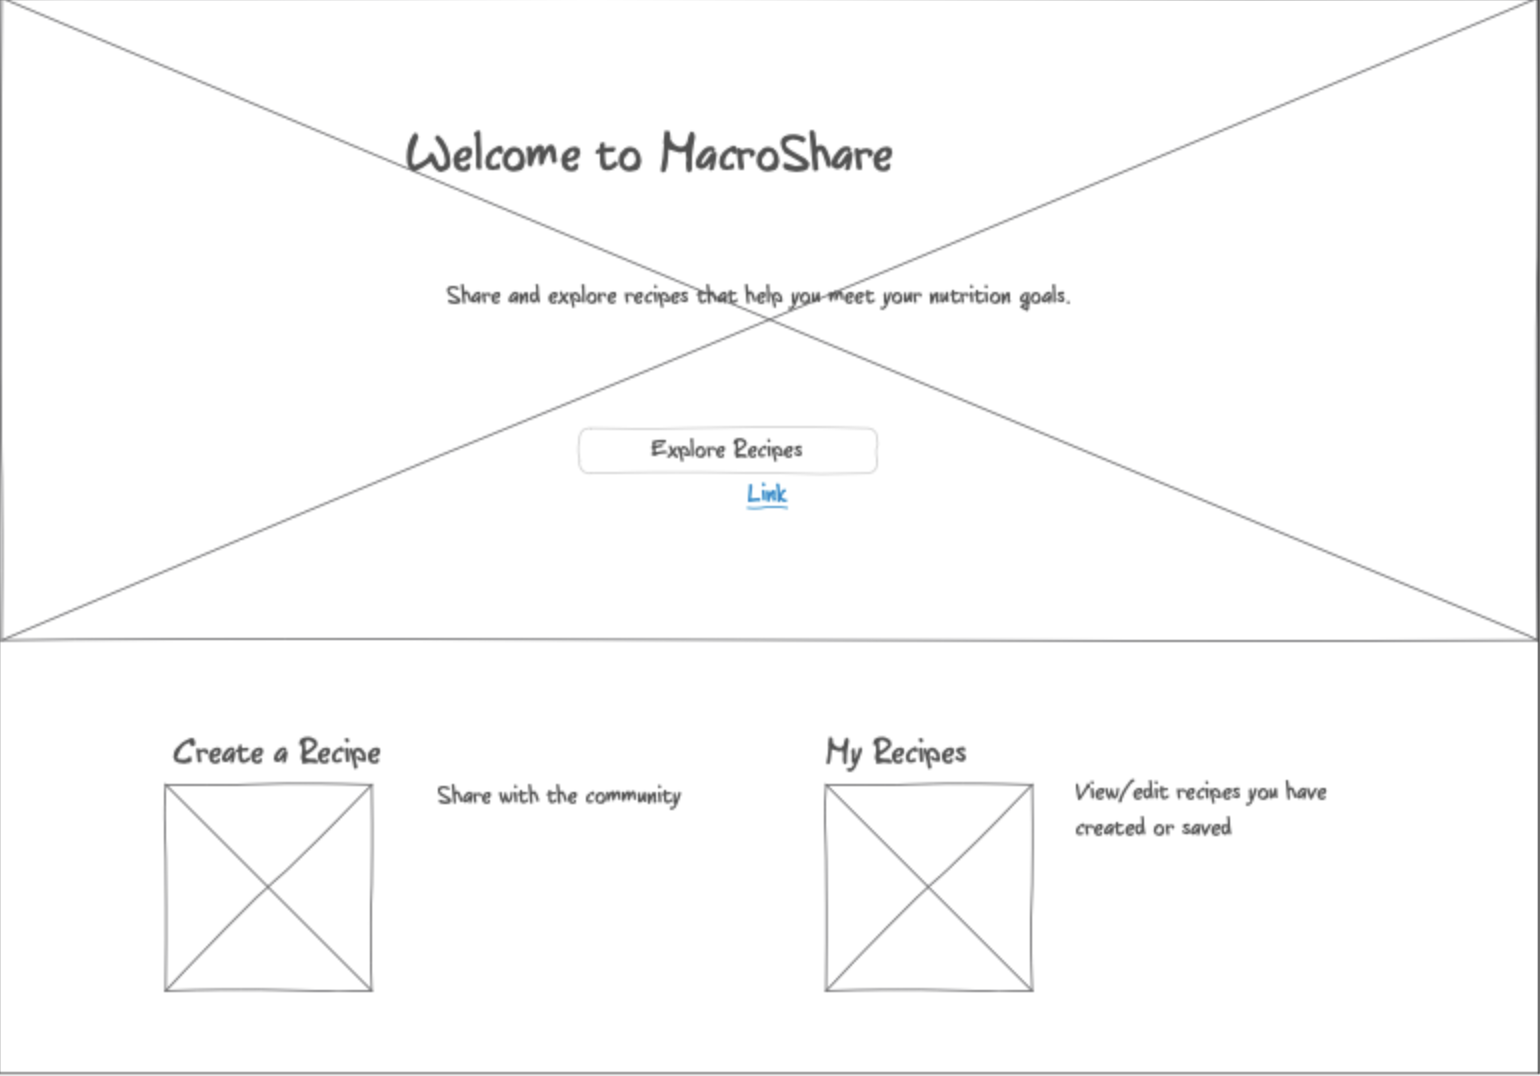 Welcome to MacroShare
Share and explore recipes that help you meet your nutrition goals.
Explore Recipes
Link
Create a Recipe
Share with the community
My Recipes
View/edit recipes you have
created or saved